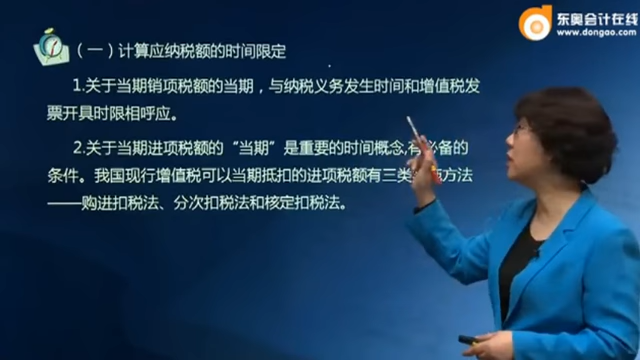 东奥会计在线
www.dongao.com
（一）计算应纳税额的时间限定
1.关于当期销项税额的当期，与纳税义务发生时间和增值税发
票开具时限相呼应。
2.关于当期进项税额的“当期”是重要的时间概念,有必备的
条件。我国现行增值税可以当期抵扣的进项税额有三类 方法
——购进扣税法、分次扣税法和核定扣税法。